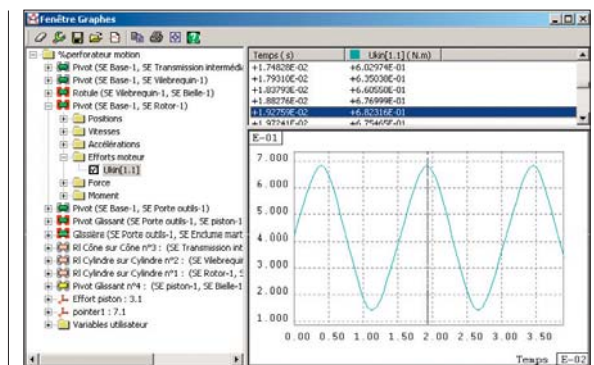 Fenêtre Graphes
%perforateur motion
Pivot (SE Base-1, SE Transmission intermédi
Pivot (SE Base-1, SE Vilebrequin-1)
Rotule (SE Vilebrequin-1, SE Bielle-1)
Pivot (SE Base-1, SE Rotor-1)
Positions
Vitesses
Accélérations
Efforts moteur
Ukin[1.1]
Force
Moment
Pivot (SE Base-1, SE Porte outils-1)
Pivot Glissant (SE Porte outils-1, SE piston-1
Glissière (SE Porte outils-1, SE Enclume mart
Rl Cône sur Cône n°3 : (SE Transmission int
Rl Cylindre sur Cylindre n°2 : (SE Vilebrequi
Rl Cylindre sur Cylindre n°1 : (SE Rotor-1, S
Pivot Glissant n°4 : (SE piston-1, SE Bielle-1
Effort piston : 3.1
pointer1 : 7.1
Variables utilisateur
Temps ( s) Ukin[1.1] ( N.m)
+1.74828E-02 +6.02974E-01
+1.79310E-02 +6.35038E-01
+1.83793E-02 +6.60550E-01
+1.88276E-02 +6.76999E-01
+1.92759E-02 +6.82316E-01
+1.97241E-02 +6.75465E-01
E-01
7.000
6.000
5.000
4.000
3.000
2.000
1.000
0.00 0.50 1.00 1.50 2.00 2.50 3.00 3.50
Temps E-02